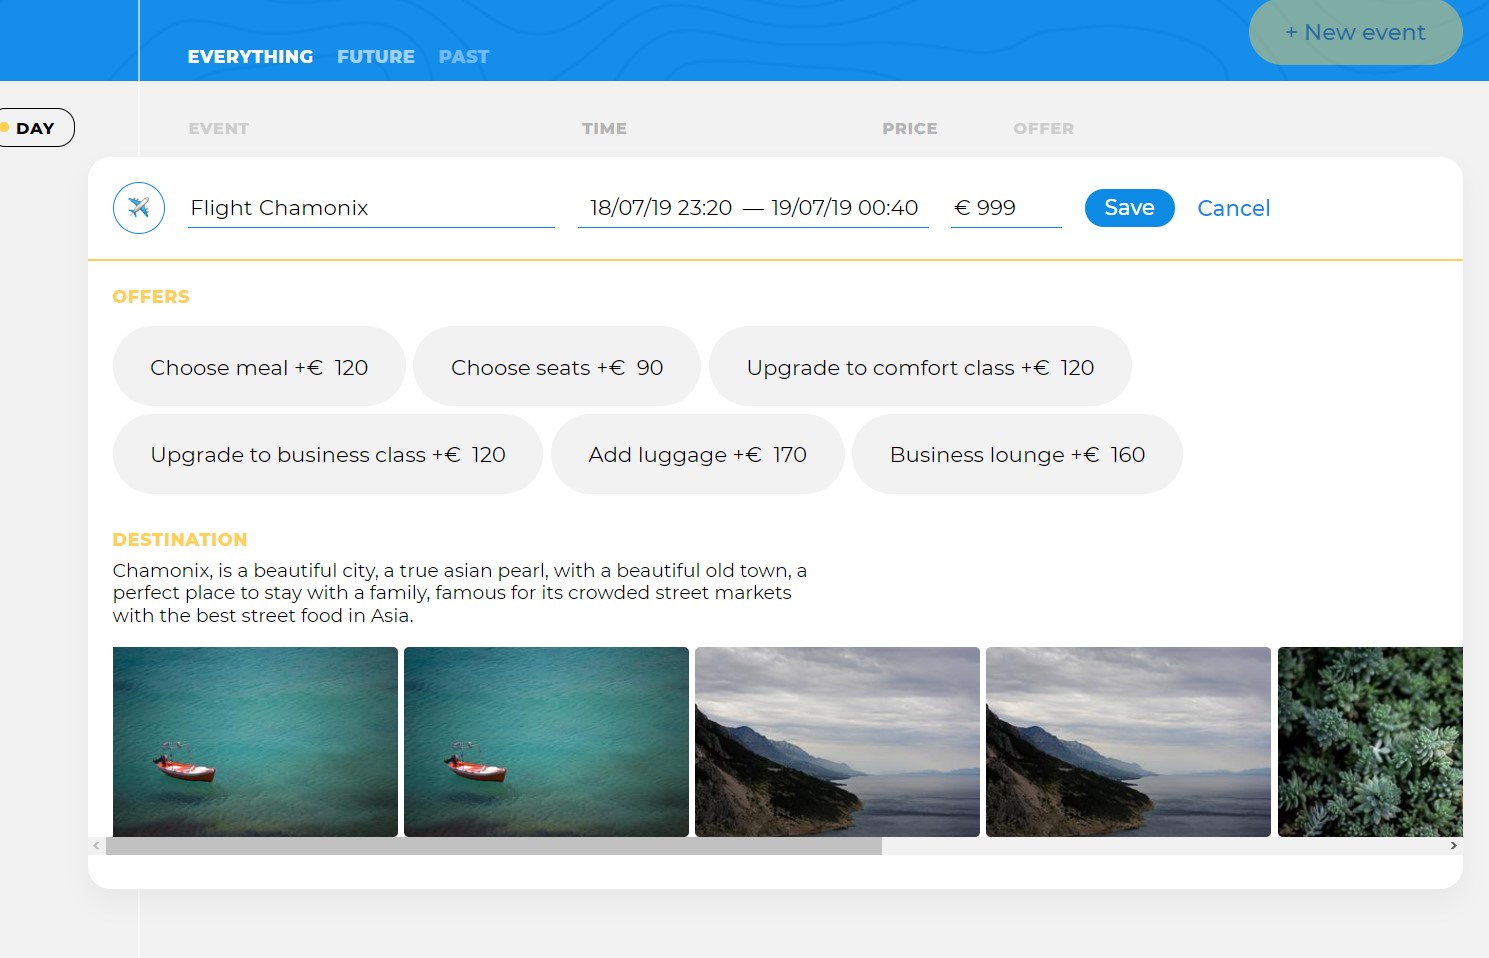 + New event
EVERYTHING FUTURE PAST
DAY EVENT TIME PRICE OFFER
Flight Chamonix 18/07/19 23:20 — 19/07/19 00:40 € 999 Save Cancel
OFFERS
Choose meal +€ 120 Choose seats +€ 90 Upgrade to comfort class +€ 120
Upgrade to business class +€ 120 Add luggage +€ 170 Business lounge +€ 160
DESTINATION
Chamonix, is a beautiful city, a true asian pearl, with a beautiful old town, a
perfect place to stay with a family, famous for its crowded street markets
with the best street food in Asia.